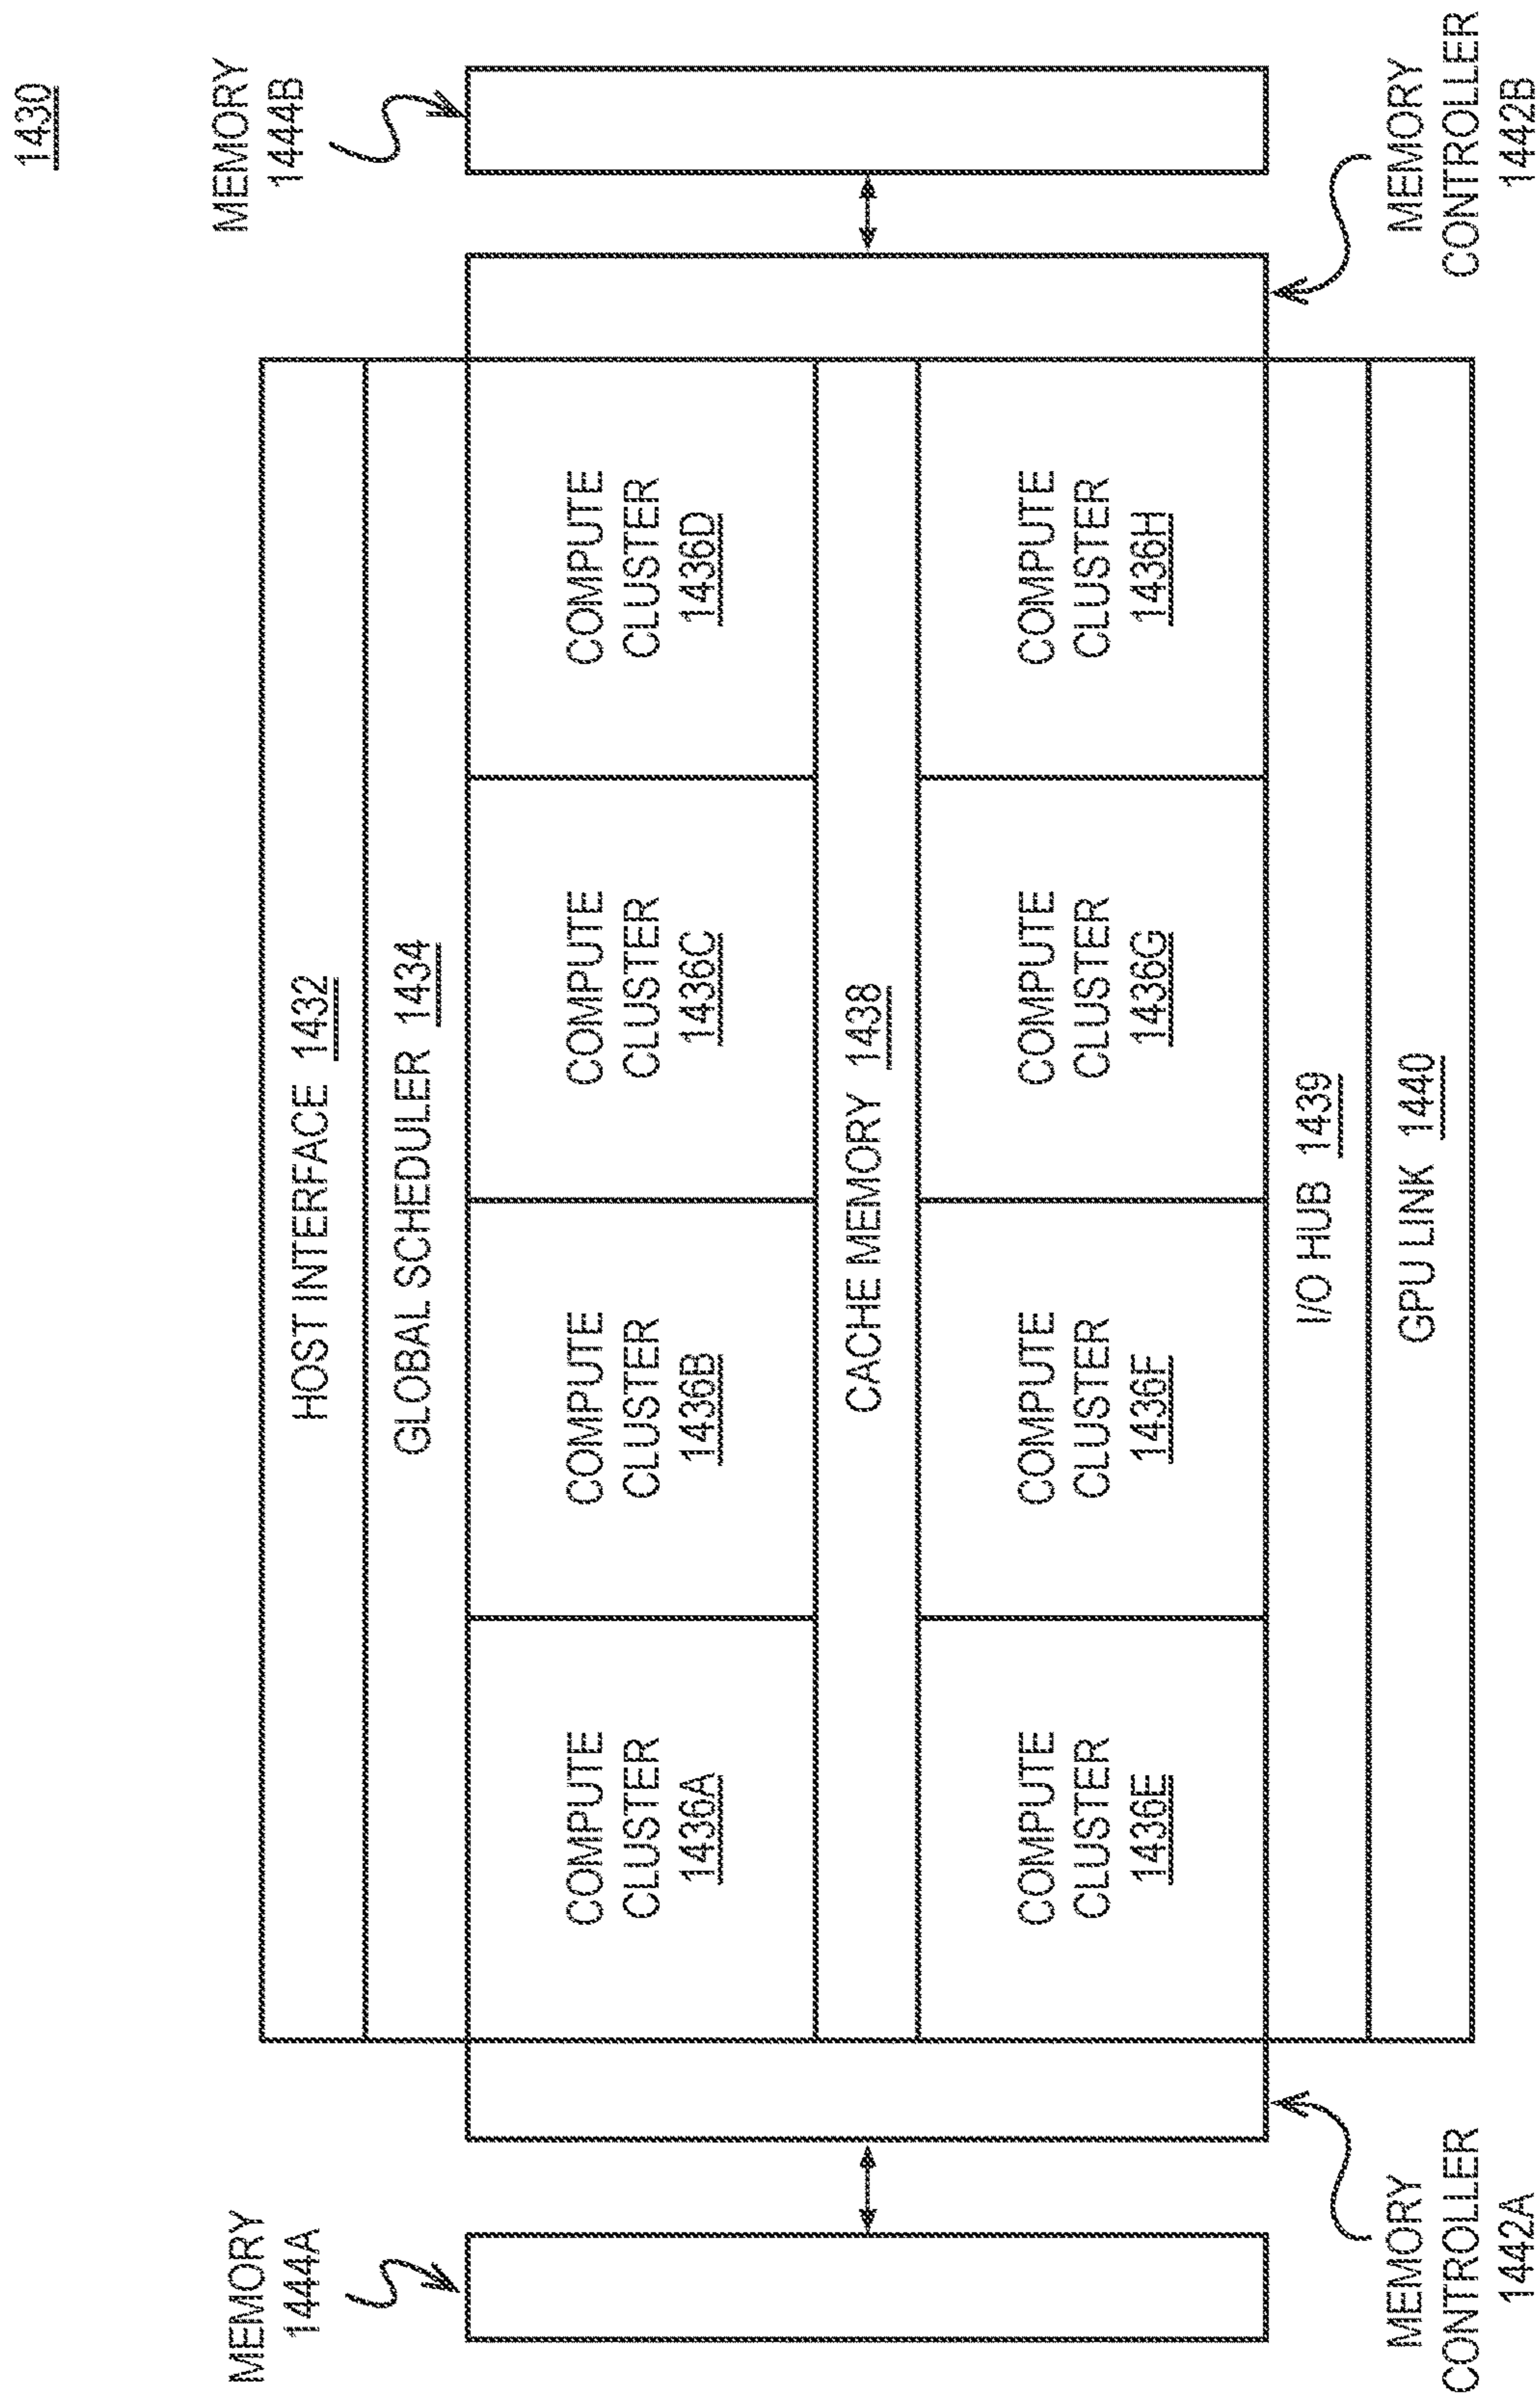 1430
MEMORY
1444A
MEMORY
1444B
HOST INTERFACE 1432
GLOBAL SCHEDULER 1434
COMPUTE
CLUSTER
1436A
COMPUTE
CLUSTER
1436B
COMPUTE
CLUSTER
1436C
COMPUTE
CLUSTER
1436D
CACHE MEMORY 1438
COMPUTE
CLUSTER
1436E
COMPUTE
CLUSTER
1436F
COMPUTE
CLUSTER
1436G
COMPUTE
CLUSTER
1436H
I/O HUB 1439
GPU LINK 1440
MEMORY
CONTROLLER
1442A
MEMORY
CONTROLLER
1442B